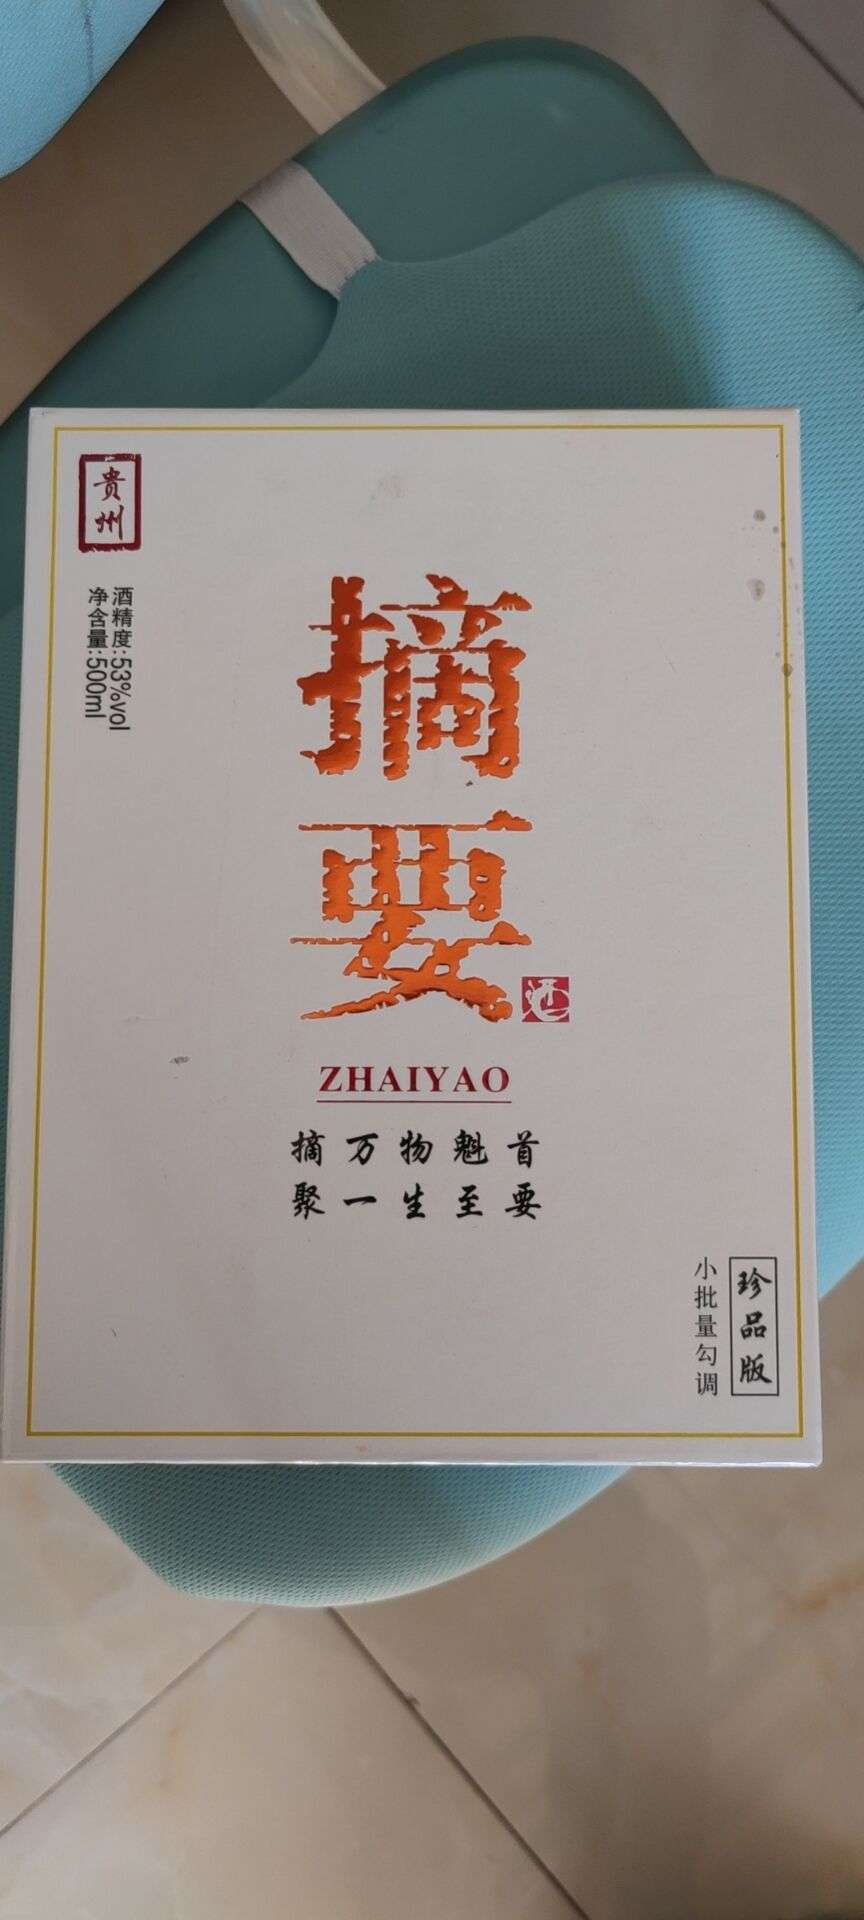 贵州
酒精度:53%vol
净含量:500ml
摘要
酒
ZHAIYAO
摘万物魁首
聚一生至要
珍品版
小批量勾调